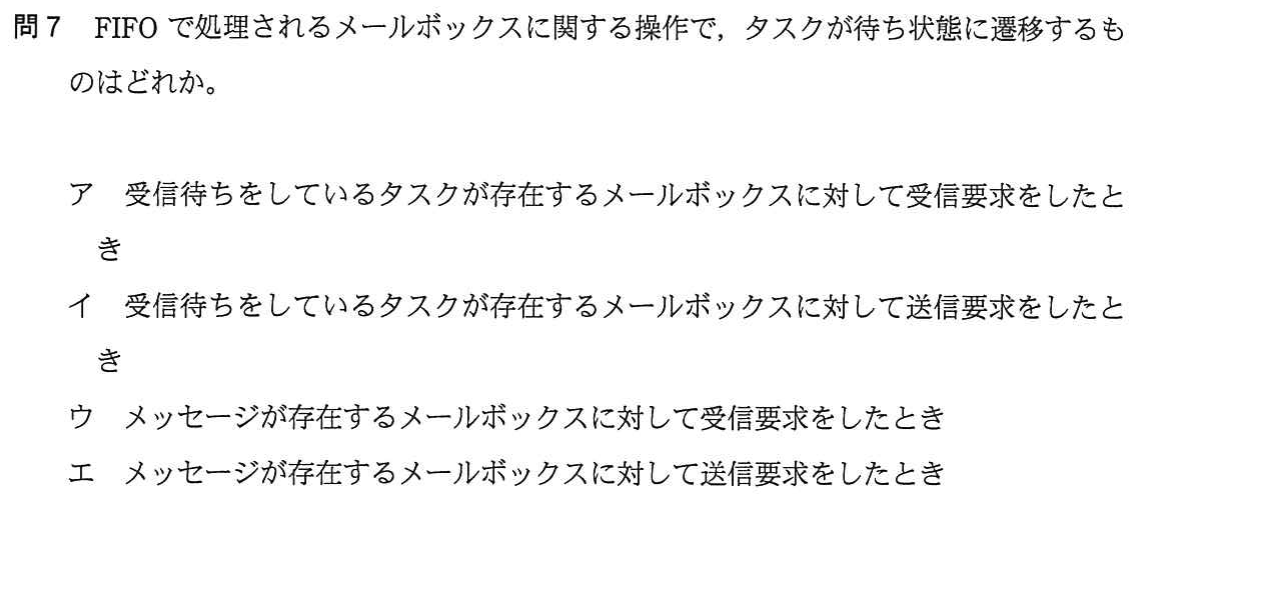 問7 FIFO で処理されるメールボックスに関する操作で，タスクが待ち状態に遷移するも
のはどれか。
ア 受信待ちをしているタスクが存在するメールボックスに対して受信要求をしたと
き
イ 受信待ちをしているタスクが存在するメールボックスに対して送信要求をしたと
き
ウ メッセージが存在するメールボックスに対して受信要求をしたとき
エ メッセージが存在するメールボックスに対して送信要求をしたとき